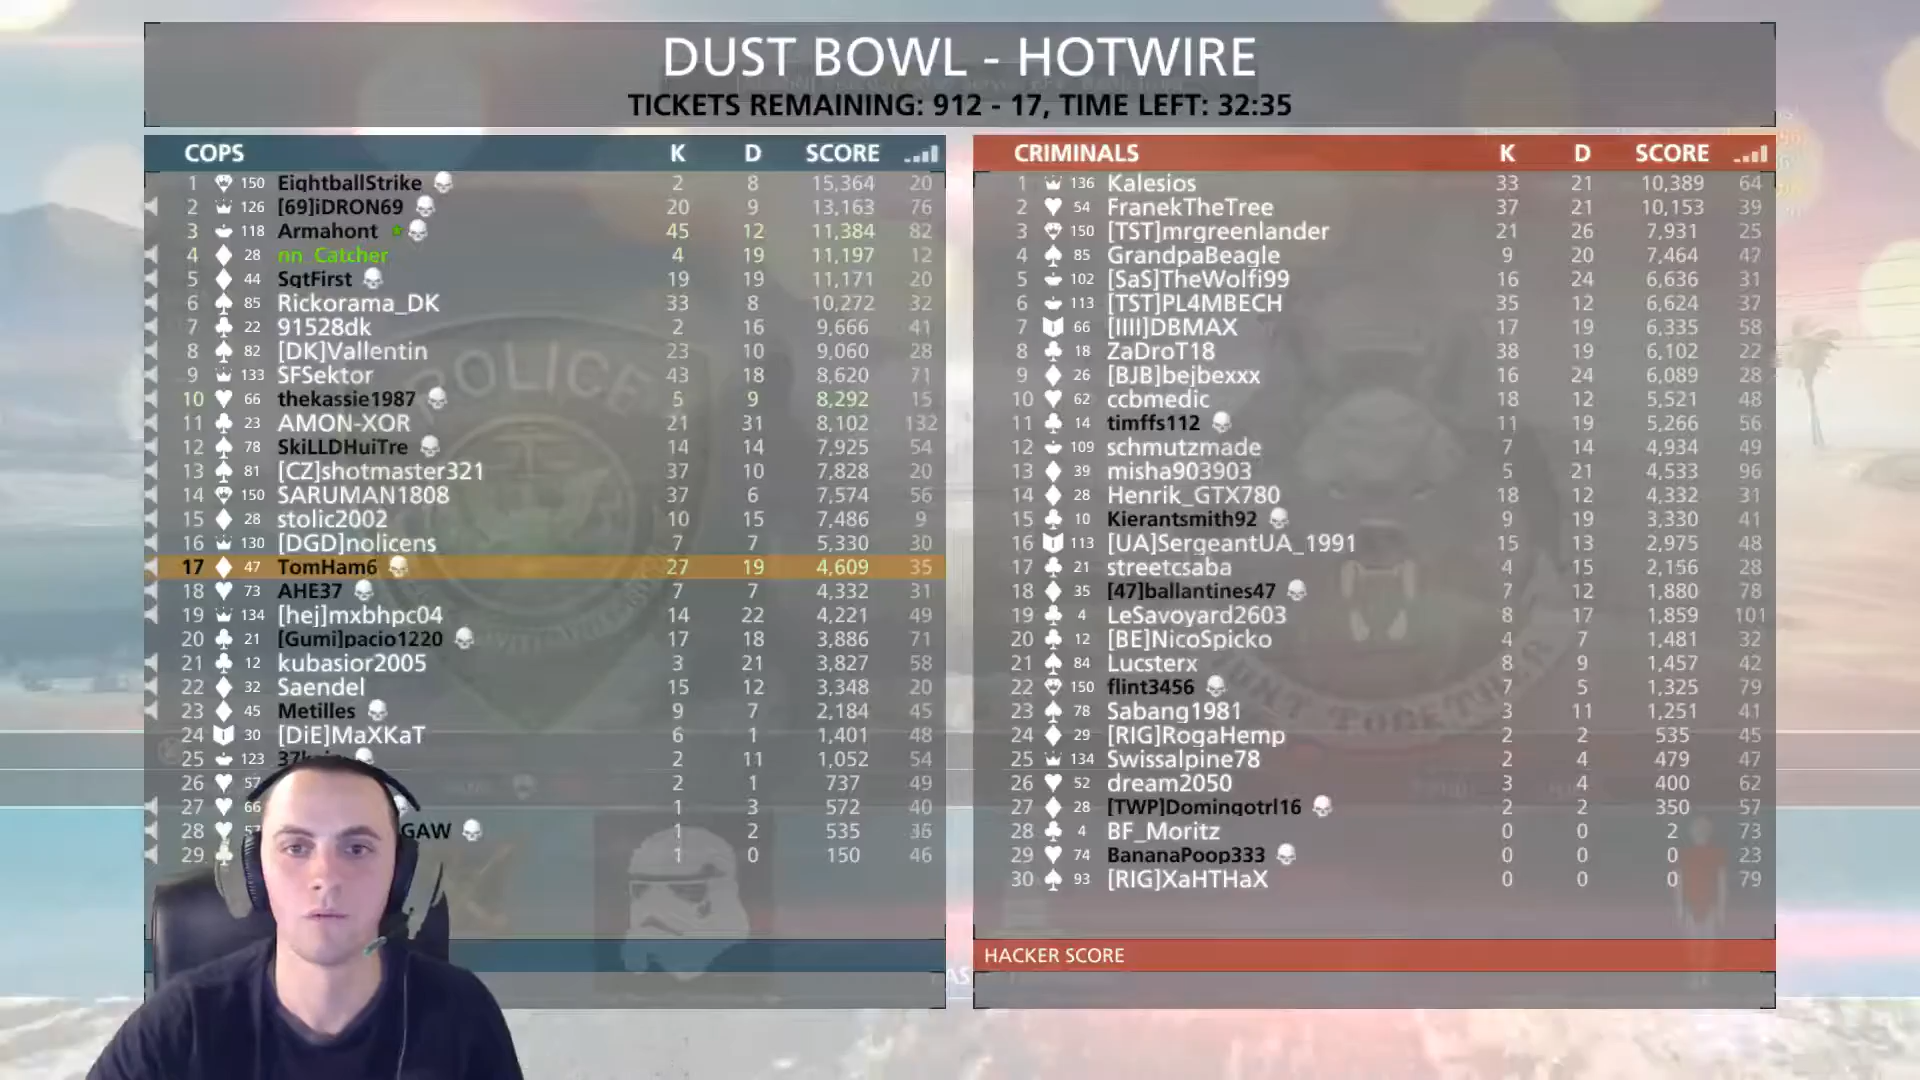 DUST BOWL - HOTWIRE
TICKETS REMAINING: 912 - 17, TIME LEFT: 32:35
COPS K D SCORE
1 150 EightballStrike 2 8 15,364 20
2 126 [69]iDRON69 20 9 13,163 76
3 118 Armahont 45 12 11,384 82
4 28 nn_Catcher 4 19 11,197 12
5 44 SgtFirst 19 19 11,171 20
6 85 Rickorama_DK 33 8 10,272 32
7 22 91528dk 2 16 9,666 41
8 82 [DK]Vallentin 23 10 9,060 28
9 133 SFSektor 43 18 8,620 71
10 66 thekassie1987 5 9 8,292 15
11 23 AMON-XOR 21 31 8,102 132
12 78 SkiLLDHuiTre 14 14 7,925 54
13 81 [CZ]shotmaster321 37 10 7,828 20
14 150 SARUMAN1808 37 6 7,574 56
15 28 stolic2002 10 15 7,486 9
16 130 [DGD]nolicens 7 7 5,330 30
17 47 TomHam6 27 19 4,609 35
18 73 AHE37 7 7 4,332 31
19 134 [hej]mxbhpc04 14 22 4,221 49
20 21 [Gumi]pacio1220 17 18 3,886 71
21 12 kubasior2005 3 21 3,827 58
22 32 Saendel 15 12 3,348 20
23 45 Metilles 9 7 2,184 45
24 30 [DiE]MaXKaT 6 1 1,401 48
25 123 2 11 1,052 54
26 57 2 1 737 49
27 66 1 3 572 40
28 57 GAW 1 2 535 36
29 1 0 150 46
CRIMINALS K D SCORE
1 136 Kalesios 33 21 10,389 64
2 54 FranekTheTree 37 21 10,153 39
3 150 [TST]mrgreenlander 21 26 7,931 25
4 85 GrandpaBeagle 9 20 7,464 47
5 102 [SaS]TheWolfi99 16 24 6,636 31
6 113 [TST]PL4MBECH 35 12 6,624 37
7 66 [IIII]DBMAX 17 19 6,335 58
8 18 ZaDroT18 38 19 6,102 22
9 26 [BJB]bejbexxx 16 24 6,089 28
10 62 ccbmedic 18 12 5,521 48
11 14 timffs112 11 19 5,266 56
12 109 schmutzmade 7 14 4,934 49
13 39 misha903903 5 21 4,533 96
14 28 Henrik_GTX780 18 12 4,332 31
15 10 Kierantsmith92 9 19 3,330 41
16 113 [UA]SergeantUA_1991 15 13 2,975 48
17 21 streetcsaba 4 15 2,156 28
18 35 [47]ballantines47 7 12 1,880 78
19 4 LeSavoyard2603 8 17 1,859 101
20 12 [BE]NicoSpicko 4 7 1,481 32
21 84 Lucsterx 8 9 1,457 42
22 150 flint3456 7 5 1,325 79
23 78 Sabang1981 3 11 1,251 41
24 29 [RIG]RogaHemp 2 2 535 45
25 134 Swissalpine78 2 4 479 47
26 52 dream2050 3 4 400 62
27 28 [TWP]Domingotrl16 2 2 350 57
28 4 BF_Moritz 0 0 2 73
29 74 BananaPoop333 0 0 0 23
30 93 [RIG]XaHTHaX 0 0 0 79
HACKER SCORE
POLICE
HUNT TOGETHER